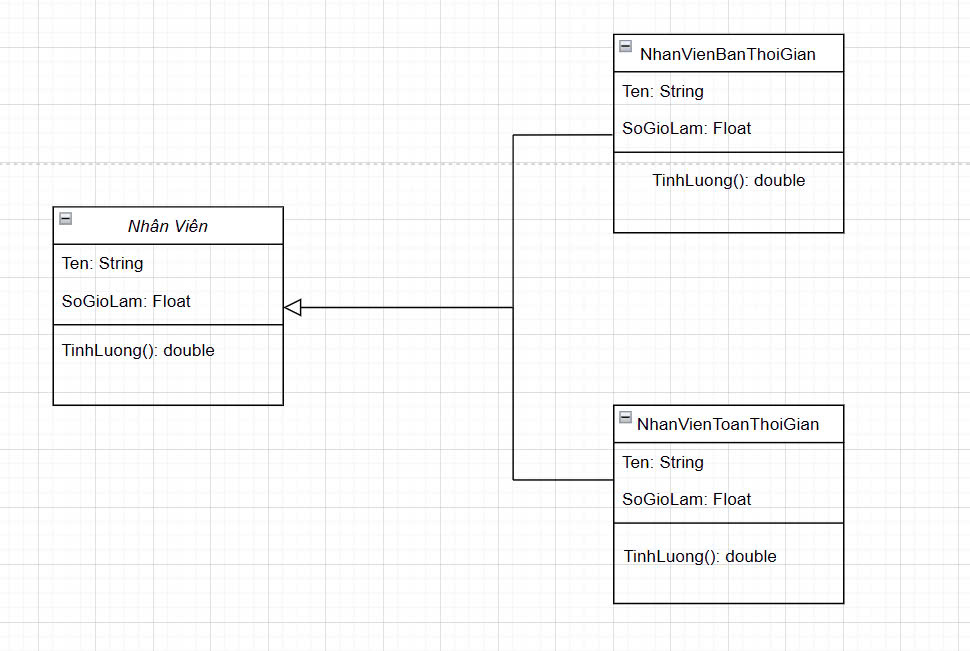 NhanVienBanThoiGian
Ten: String
SoGioLam: Float
TinhLuong(): double
Nhân Viên
Ten: String
SoGioLam: Float
TinhLuong(): double
NhanVienToanThoiGian
Ten: String
SoGioLam: Float
TinhLuong(): double